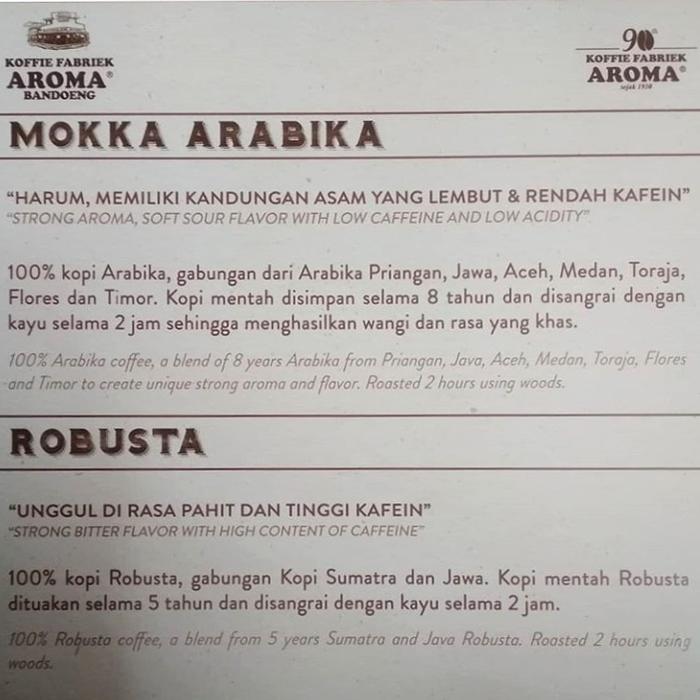 KOFFIE FABRIEK
AROMA®
BANDOENG
90
KOFFIE FABRIEK
AROMA®
sejak 1930
MOKKA ARABIKA
“HARUM, MEMILIKI KANDUNGAN ASAM YANG LEMBUT & RENDAH KAFEIN”
“STRONG AROMA, SOFT SOUR FLAVOR WITH LOW CAFFEINE AND LOW ACIDITY”
100% kopi Arabika, gabungan dari Arabika Priangan, Jawa, Aceh, Medan, Toraja,
Flores dan Timor. Kopi mentah disimpan selama 8 tahun dan disangrai dengan
kayu selama 2 jam sehingga menghasilkan wangi dan rasa yang khas.
100% Arabika coffee, a blend of 8 years Arabika from Priangan, Java, Aceh, Medan, Toraja, Flores
and Timor to create unique strong aroma and flavor. Roasted 2 hours using woods.
ROBUSTA
“UNGGUL DI RASA PAHIT DAN TINGGI KAFEIN”
“STRONG BITTER FLAVOR WITH HIGH CONTENT OF CAFFEINE”
100% kopi Robusta, gabungan Kopi Sumatra dan Jawa. Kopi mentah Robusta
dituakan selama 5 tahun dan disangrai dengan kayu selama 2 jam.
100% Robusta coffee, a blend from 5 years Sumatra and Java Robusta. Roasted 2 hours using
woods.